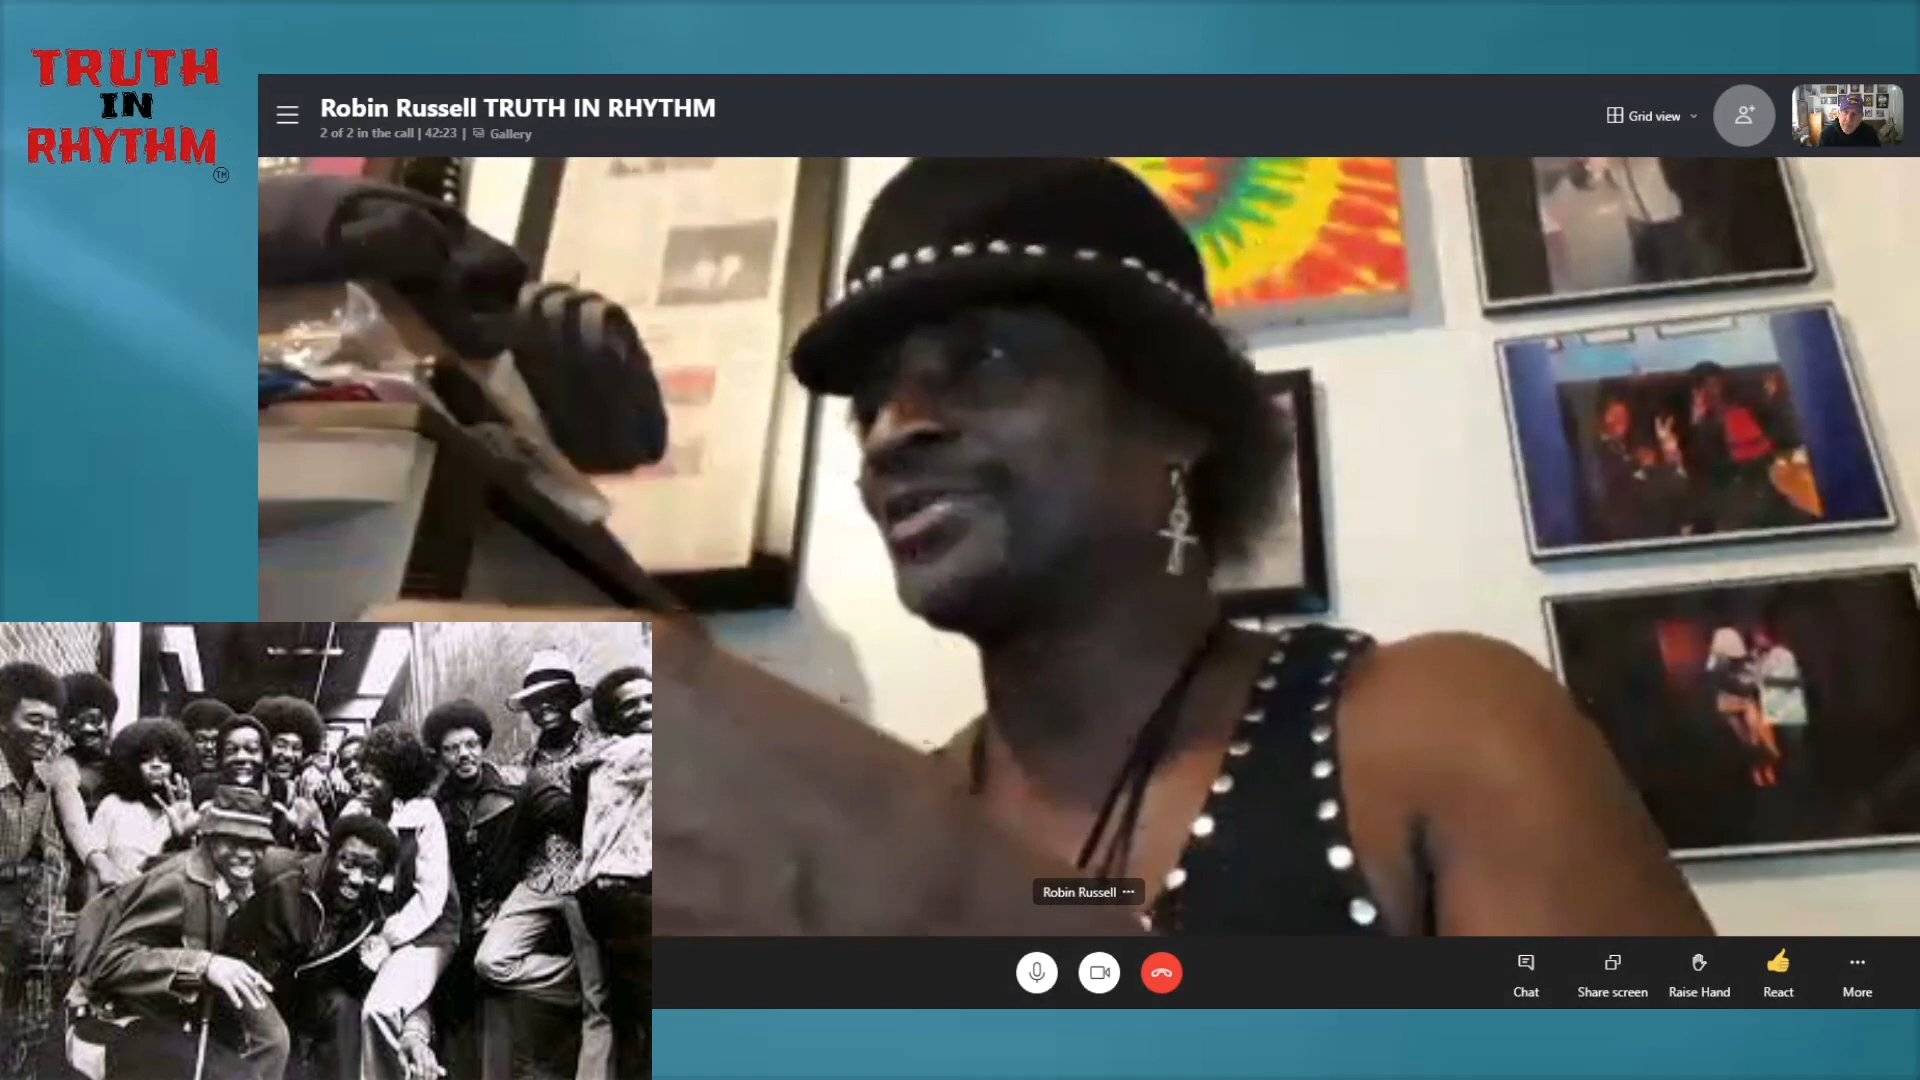 TRUTH
IN
RHYTHM
TM
Robin Russell TRUTH IN RHYTHM
2 of 2 in the call | 42:23 | Gallery
Grid view
Robin Russell
Chat
Share screen
Raise Hand
React
More